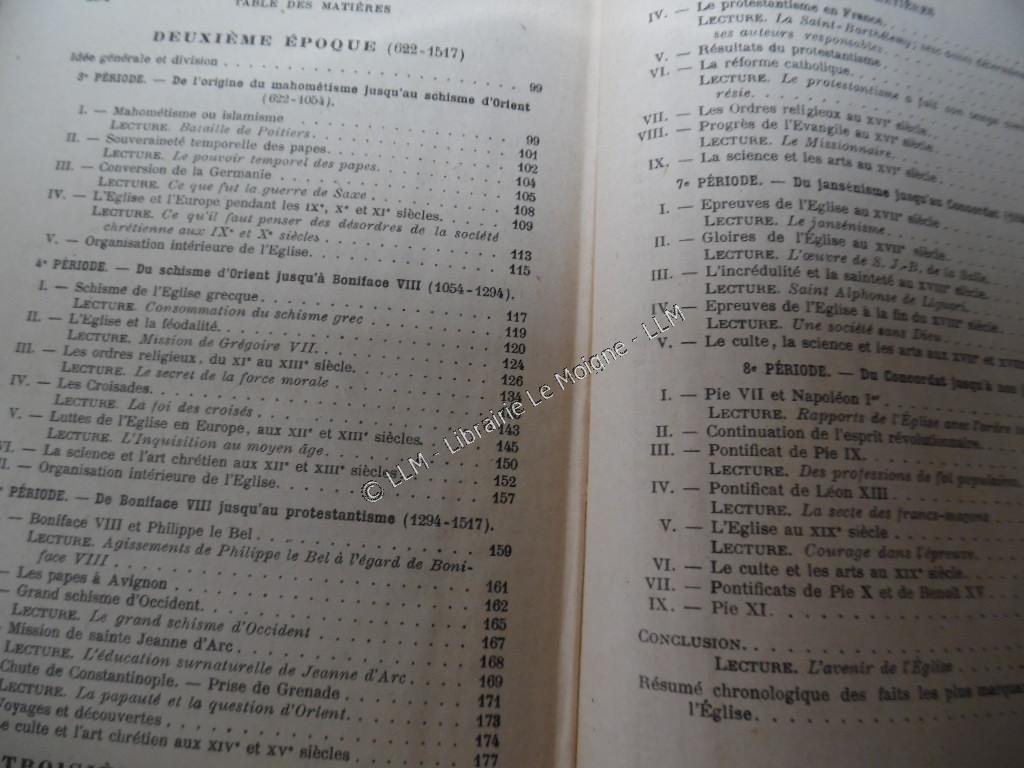 TABLE DES MATIÈRES
DEUXIÈME ÉPOQUE (622-1517)
Idée générale et division 99
3e PÉRIODE. — De l'origine du mahométisme jusqu'au schisme d'Orient
(622-1054).
I. — Mahométisme ou islamisme 99
LECTURE. Bataille de Poitiers. 101
II. — Souveraineté temporelle des papes. 102
LECTURE. Le pouvoir temporel des papes. 104
III. — Conversion de la Germanie 105
LECTURE. Ce que fut la guerre de Saxe 108
IV. — L'Eglise et l'Europe pendant les IXe, Xe et XIe siècles. 109
LECTURE. Ce qu'il faut penser des désordres de la société
chrétienne aux IXe et Xe siècles 113
V. — Organisation intérieure de l'Eglise. 115
4e PÉRIODE. — Du schisme d'Orient jusqu'à Boniface VIII (1054-1294).
I. — Schisme de l'Eglise grecque. 117
LECTURE. Consommation du schisme grec 119
II. — L'Eglise et la féodalité. 120
LECTURE. Mission de Grégoire VII. 124
III. — Les ordres religieux, du XIe au XIIIe siècle. 126
LECTURE. Le secret de la force morale 134
IV. — Les Croisades.
LECTURE. La foi des croisés 143
V. — Luttes de l'Eglise en Europe, aux XIIe et XIIIe siècles. 145
LECTURE. L'Inquisition au moyen âge. 150
VI. — La science et l'art chrétien aux XIIe et XIIIe siècles 152
II. — Organisation intérieure de l'Eglise. 157
e PÉRIODE. — De Boniface VIII jusqu'au protestantisme (1294-1517).
— Boniface VIII et Philippe le Bel 159
LECTURE. Agissements de Philippe le Bel à l'égard de Boni-
face VIII 161
— Les papes à Avignon 162
— Grand schisme d'Occident. 165
LECTURE. Le grand schisme d'Occident 167
Mission de sainte Jeanne d'Arc 168
LECTURE. L'éducation surnaturelle de Jeanne d'Arc 169
Chute de Constantinople. — Prise de Grenade 171
LECTURE. La papauté et la question d'Orient. 173
Voyages et découvertes 174
e culte et l'art chrétien aux XIVe et XVe siècles 177
TROISIÈ
MATIÈRES
IV. — Le protestantisme en France.
LECTURE. La Saint-Barthélemy;
ses auteurs responsables.
V. — Résultats du protestantisme.
VI. — La réforme catholique.
LECTURE. Le protestantisme a fait son temps
résie.
VII. — Les Ordres religieux au XVIe siècle.
VIII. — Progrès de l'Evangile au XVIe siècle.
LECTURE. Le Missionnaire.
IX. — La science et les arts au XVIe siècle.
7e PÉRIODE. — Du jansénisme jusqu'au Concordat
I. — Epreuves de l'Eglise au XVIIe siècle
LECTURE. Le jansénisme.
II. — Gloires de l'Église au XVIIe siècle.
LECTURE. L'œuvre de S. J.-B. de la Salle.
III. — L'incrédulité et la sainteté au XVIIIe siècle.
LECTURE. Saint Alphonse de Liguori.
IV. — Epreuves de l'Eglise à la fin du XVIIIe siècle.
LECTURE. Une société sans Dieu
V. — Le culte, la science et les arts aux XVIIe et XVIII
8e PÉRIODE. — Du Concordat jusqu'à nos
I. — Pie VII et Napoléon Ier
LECTURE. Rapports de l'Église avec l'ordre
II. — Continuation de l'esprit révolutionnaire.
III. — Pontificat de Pie IX.
LECTURE. Des professions de foi populaires.
IV. — Pontificat de Léon XIII
LECTURE. La secte des francs-maçons
V. — L'Eglise au XIXe siècle
LECTURE. Courage dans l'épreuve.
VI. — Le culte et les arts au XIXe siècle.
VII. — Pontificats de Pie X et de Benoît XV.
IX. — Pie XI.
CONCLUSION.
LECTURE. L'avenir de l'Église
Résumé chronologique des faits les plus marqua
l'Église.
© LLM - Librairie Le Moigne - LLM